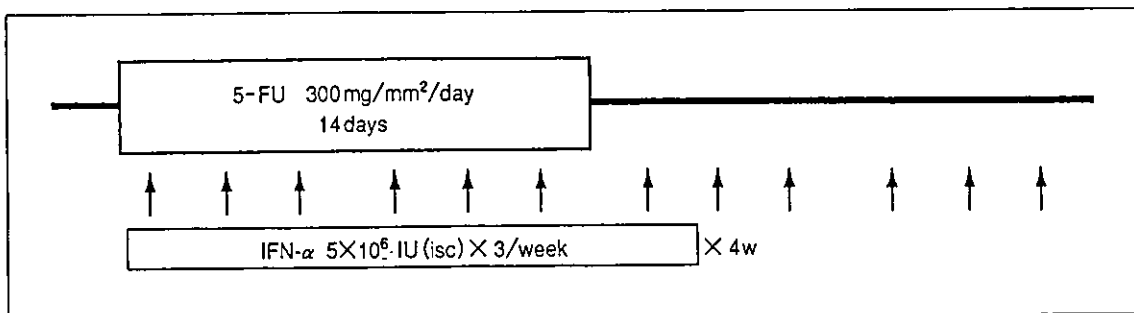 5-FU 300mg/mm²/day
14days
IFN-α 5×10⁶·IU(isc)×3/week
×4w